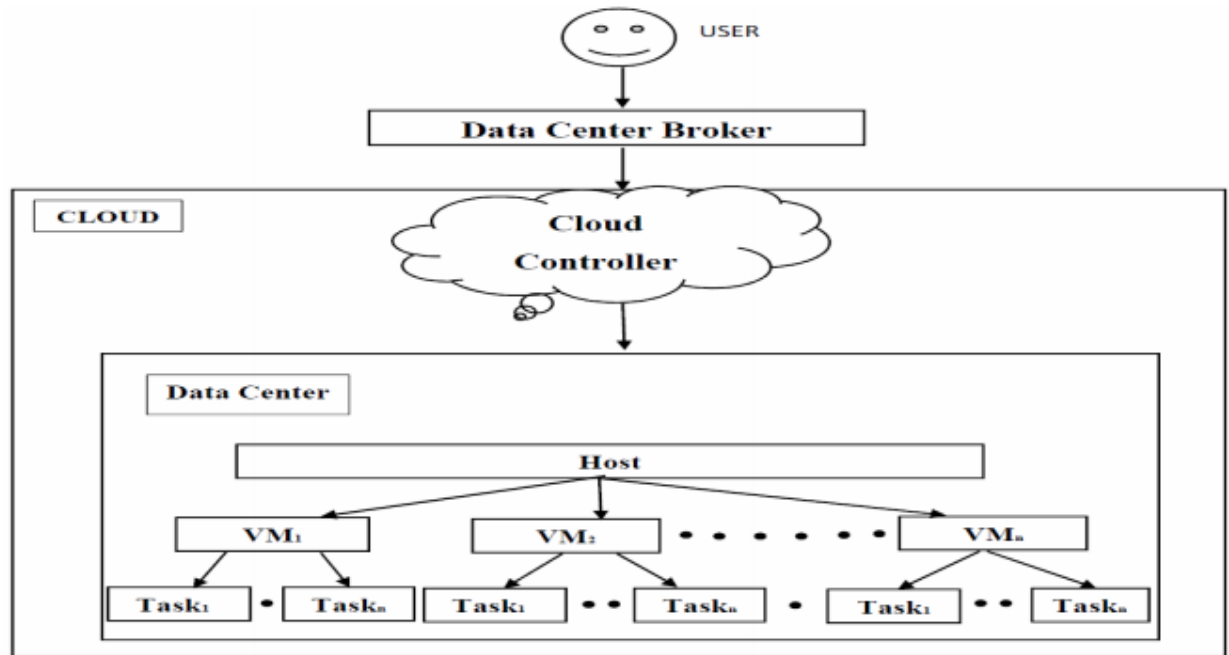 USER
Data Center Broker
CLOUD
Cloud
Controller
Data Center
Host
VM₁
VM₂
VMₙ
Task₁
Taskₙ
Task₁
Taskₙ
Task₁
Taskₙ